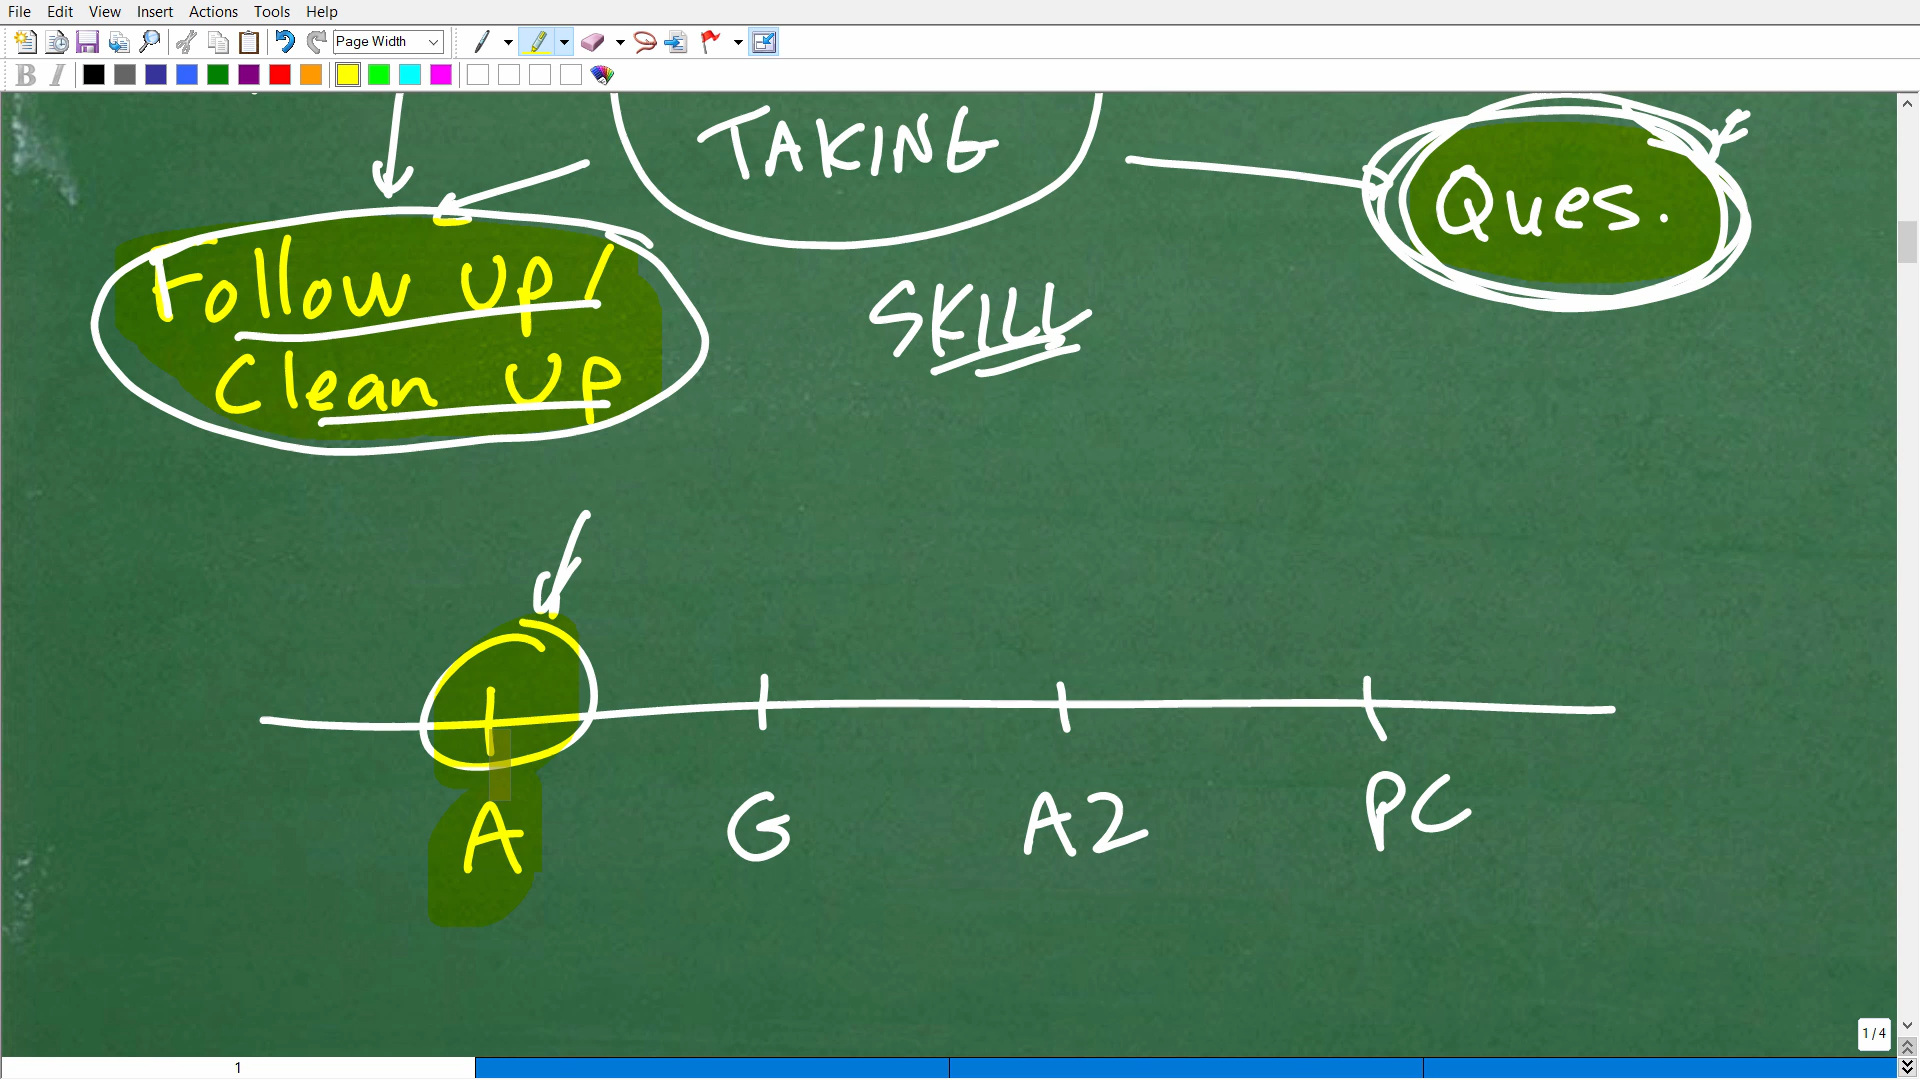 File Edit View Insert Actions Tools Help
Page Width
B I
TAKING
Ques.
Follow up/
Clean up
SKILL
A G A2 PC
1 / 4
1